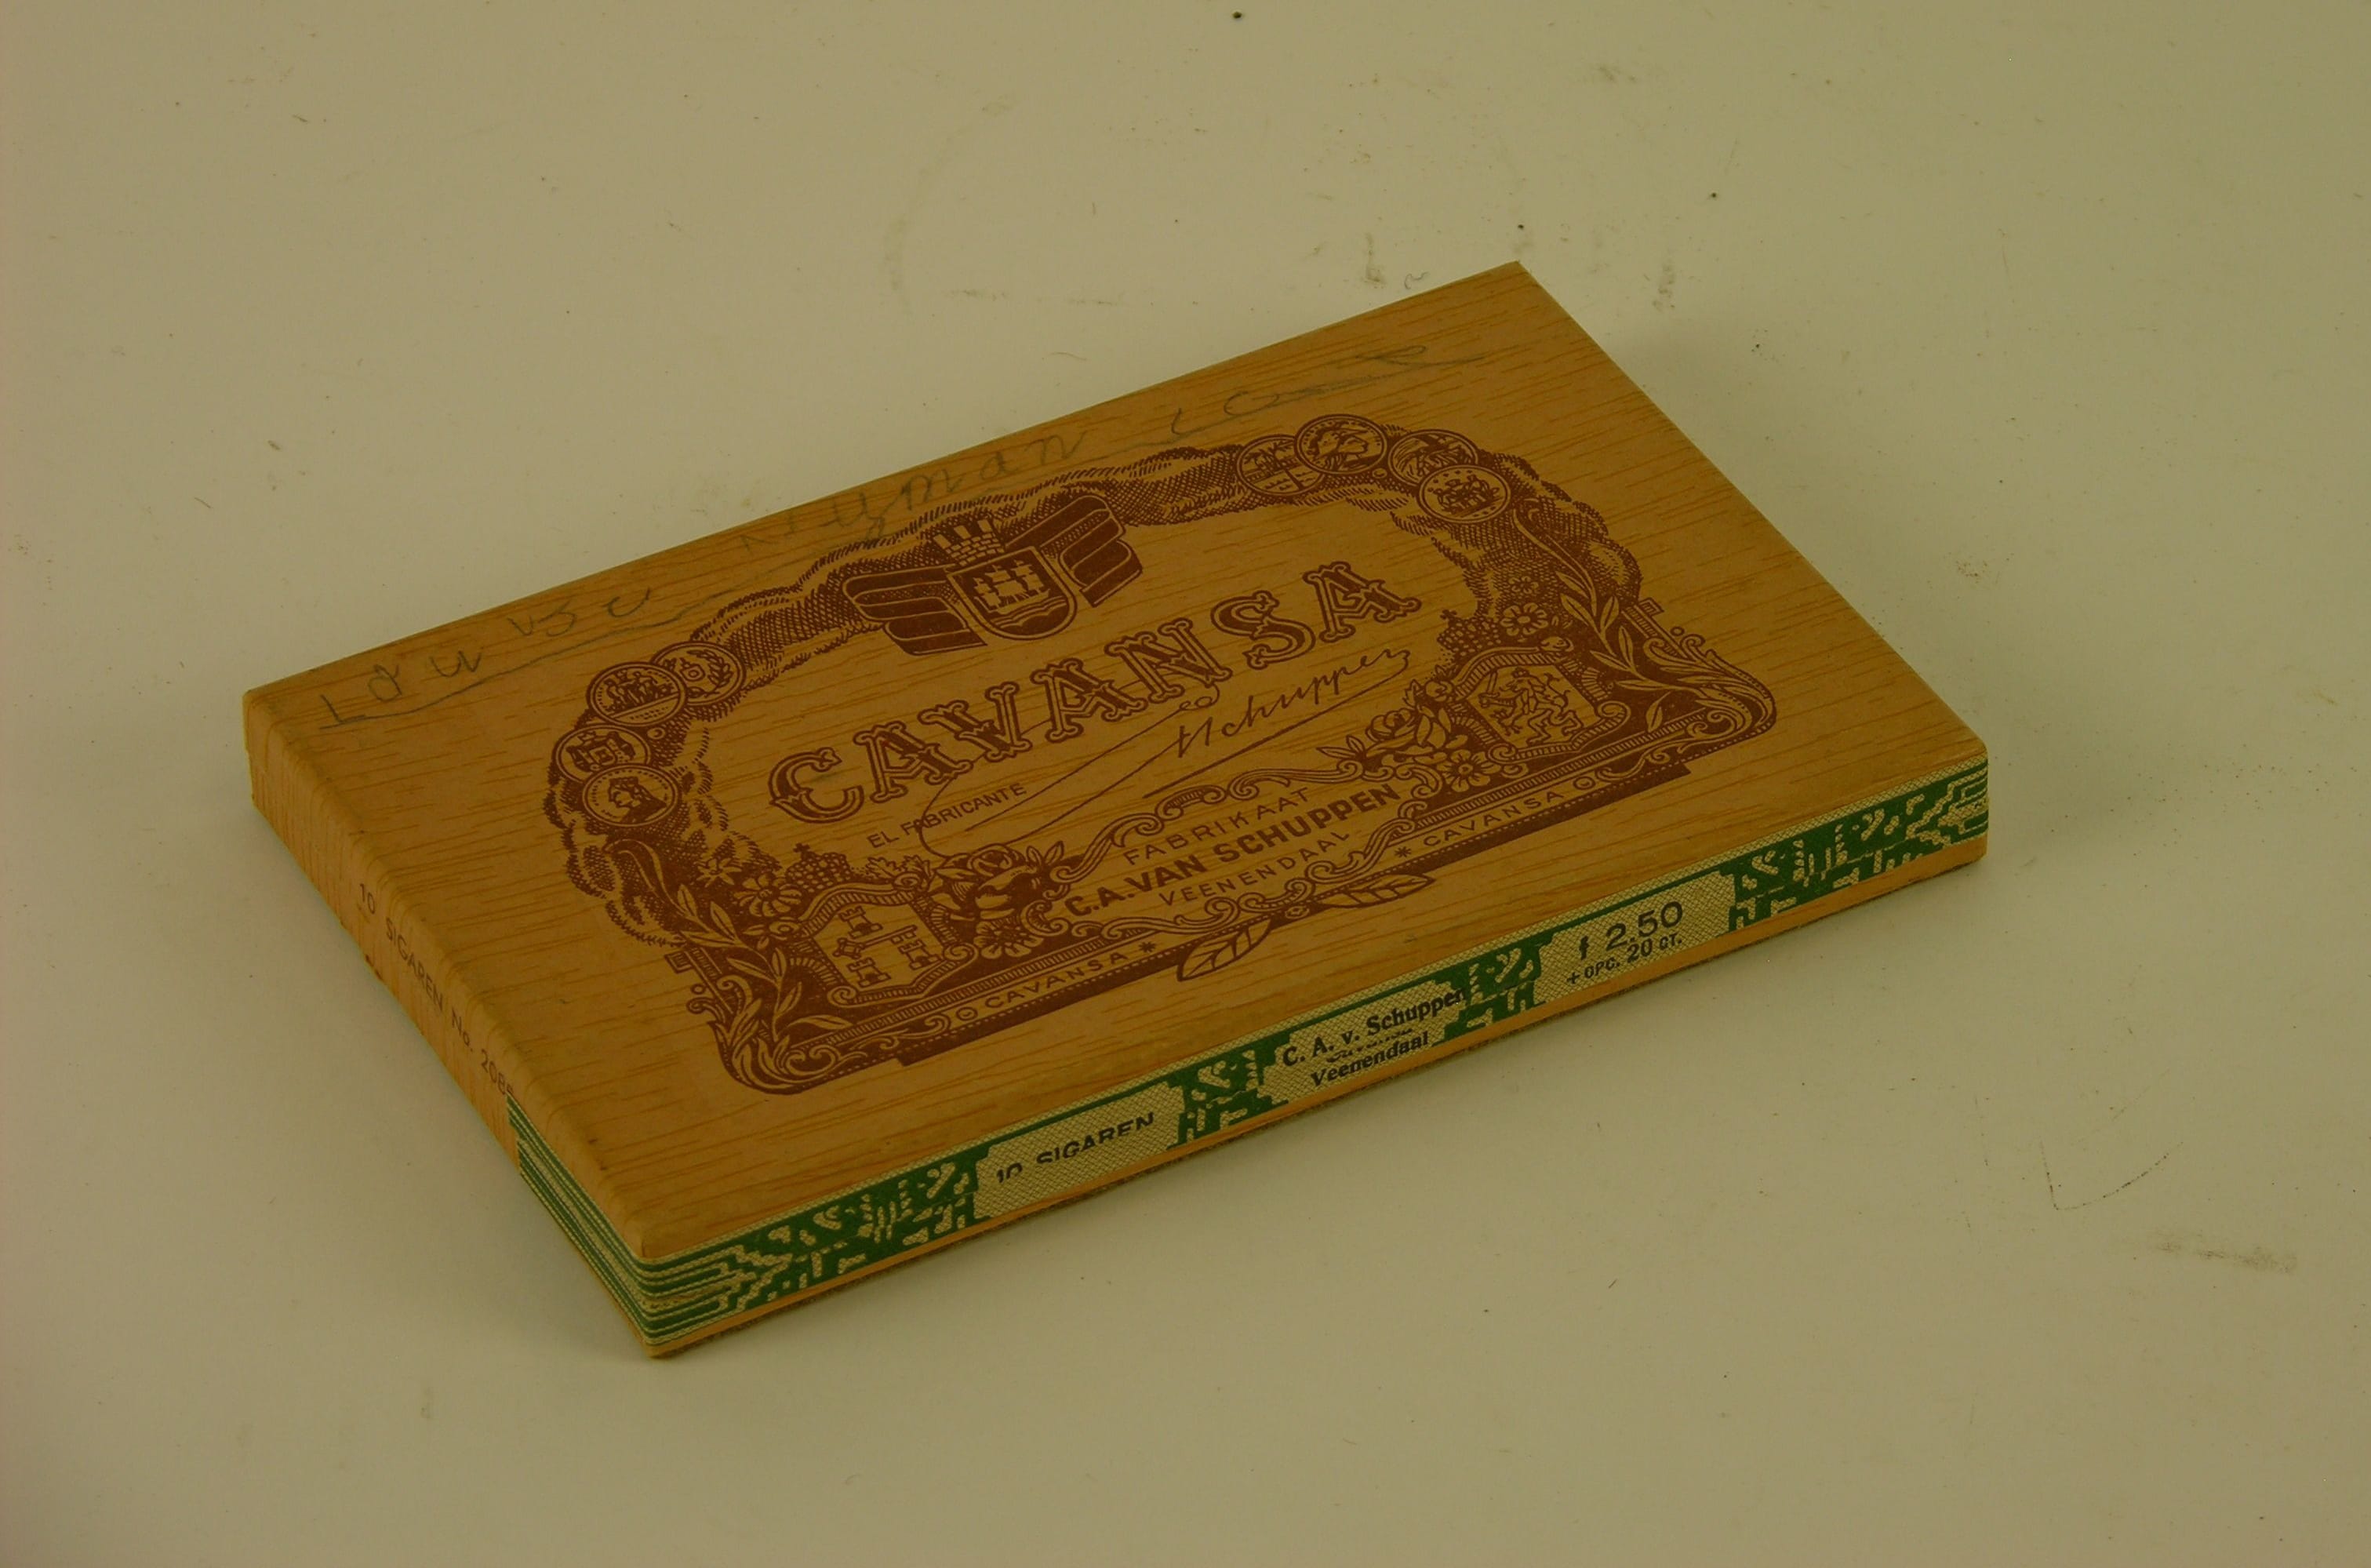 CAVANSA
EL FABRICANTE
Schuppen
FABRIKAAT
C.A. VAN SCHUPPEN
VEENENDAAL
CAVANSA * * CAVANSA
10 SIGAREN No.
10 SIGAREN
C. A. v. Schuppen
Veenendaal
f 2.50
+ OPC. 20 CT.